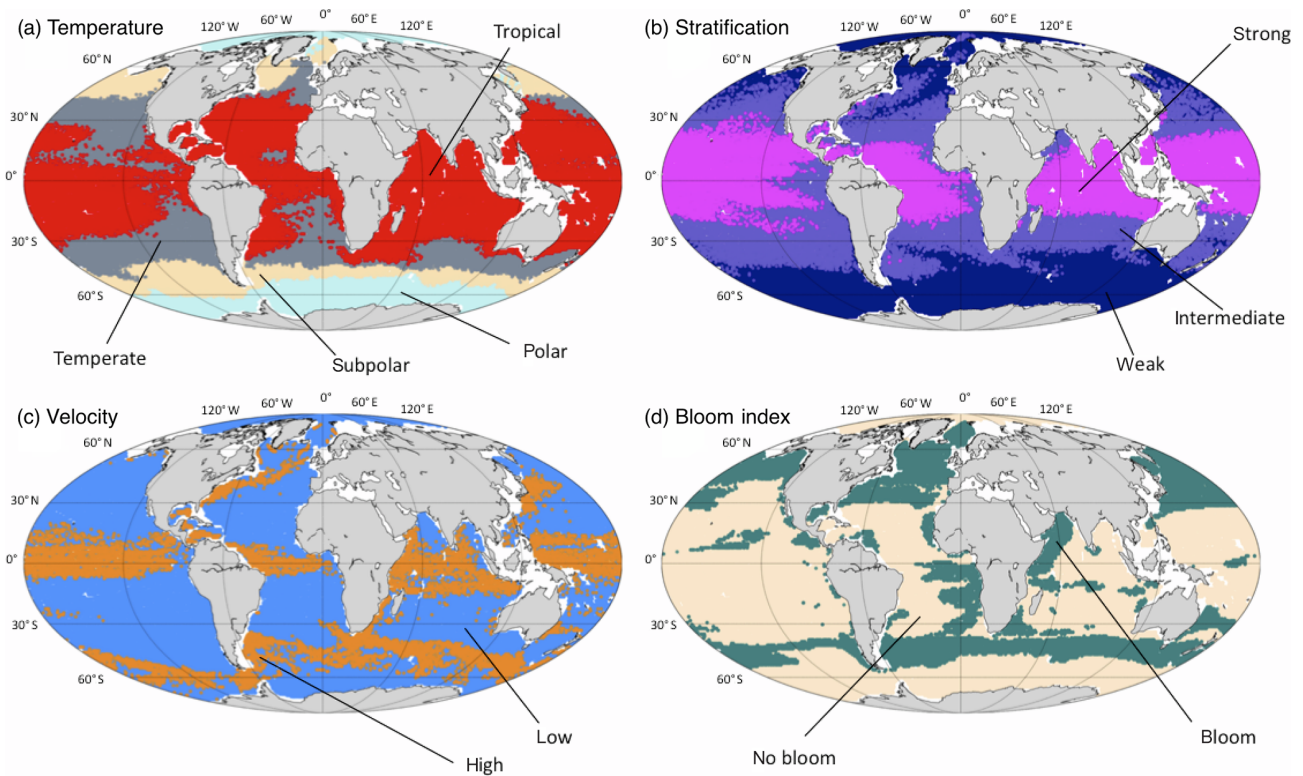 (a) Temperature
120°W 60°W 0° 60°E 120°E
60°N
30°N
0°
30°S
60°S
Tropical
Temperate
Subpolar
Polar
(b) Stratification
120°W 60°W 0° 60°E 120°E
60°N
30°N
0°
30°S
60°S
Strong
Intermediate
Weak
(c) Velocity
120°W 60°W 0° 60°E 120°E
60°N
30°N
0°
30°S
60°S
Low
High
(d) Bloom index
120°W 60°W 0° 60°E 120°E
60°N
30°N
0°
30°S
60°S
Bloom
No bloom